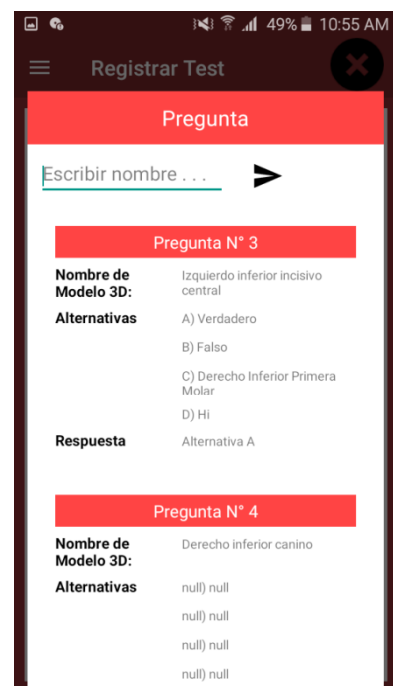 49% 10:55 AM
Registrar Test
Pregunta
Escribir nombre . . .
Pregunta N° 3
Nombre de Modelo 3D: Izquierdo inferior incisivo central
Alternativas A) Verdadero
B) Falso
C) Derecho Inferior Primera Molar
D) Hi
Respuesta Alternativa A
Pregunta N° 4
Nombre de Modelo 3D: Derecho inferior canino
Alternativas null) null
null) null
null) null
null) null